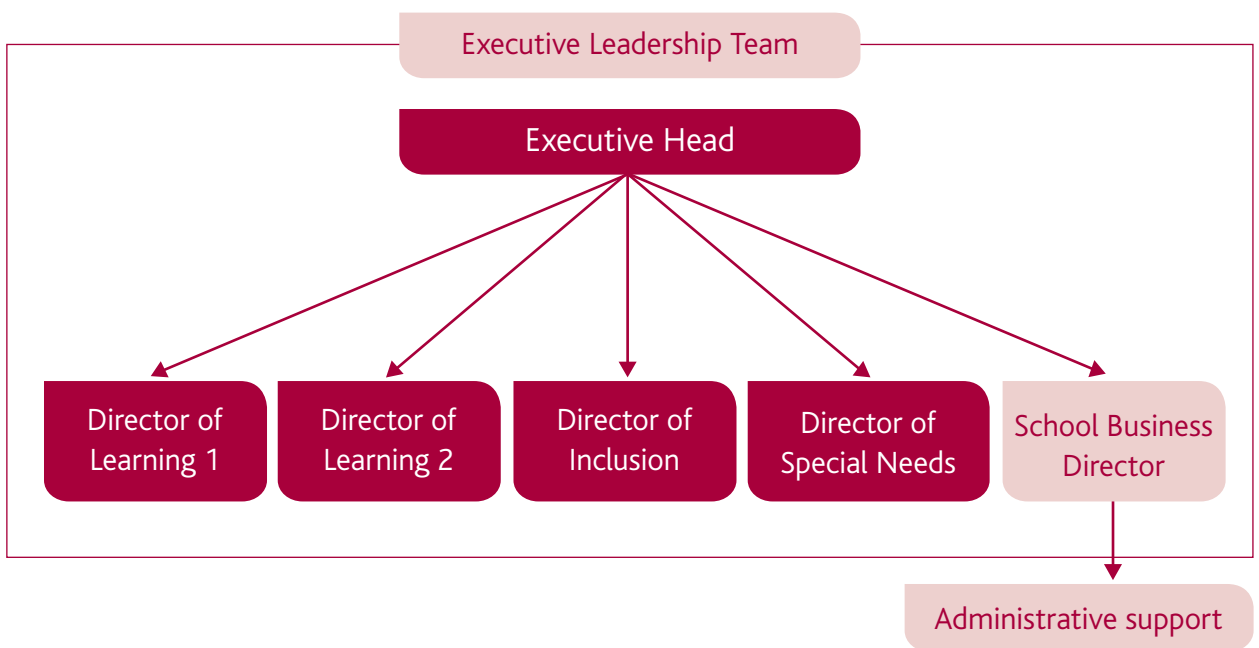 Executive Leadership Team
Executive Head
Director of
Learning 1
Director of
Learning 2
Director of
Inclusion
Director of
Special Needs
School Business
Director
Administrative support